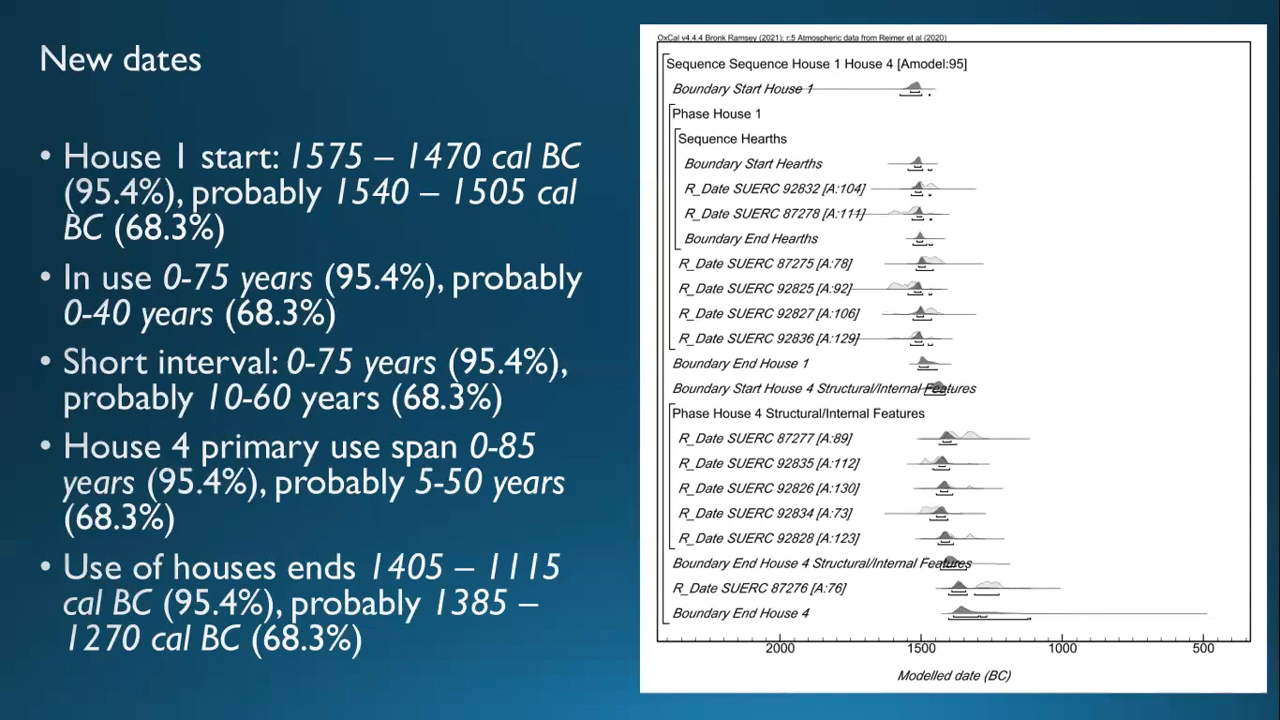 New dates
• House 1 start: 1575 – 1470 cal BC
(95.4%), probably 1540 – 1505 cal
BC (68.3%)
• In use 0-75 years (95.4%), probably
0-40 years (68.3%)
• Short interval: 0-75 years (95.4%),
probably 10-60 years (68.3%)
• House 4 primary use span 0-85
years (95.4%), probably 5-50 years
(68.3%)
• Use of houses ends 1405 – 1115
cal BC (95.4%), probably 1385 –
1270 cal BC (68.3%)
OxCal v4.4.4 Bronk Ramsey (2021); r:5 Atmospheric data from Reimer et al (2020)
Sequence Sequence House 1 House 4 [Amodel:95]
Boundary Start House 1
Phase House 1
Sequence Hearths
Boundary Start Hearths
R_Date SUERC 92832 [A:104]
R_Date SUERC 87278 [A:111]
Boundary End Hearths
R_Date SUERC 87275 [A:78]
R_Date SUERC 92825 [A:92]
R_Date SUERC 92827 [A:106]
R_Date SUERC 92836 [A:129]
Boundary End House 1
Boundary Start House 4 Structural/Internal Features
Phase House 4 Structural/Internal Features
R_Date SUERC 87277 [A:89]
R_Date SUERC 92835 [A:112]
R_Date SUERC 92826 [A:130]
R_Date SUERC 92834 [A:73]
R_Date SUERC 92828 [A:123]
Boundary End House 4 Structural/Internal Features
R_Date SUERC 87276 [A:76]
Boundary End House 4
2000 1500 1000 500
Modelled date (BC)